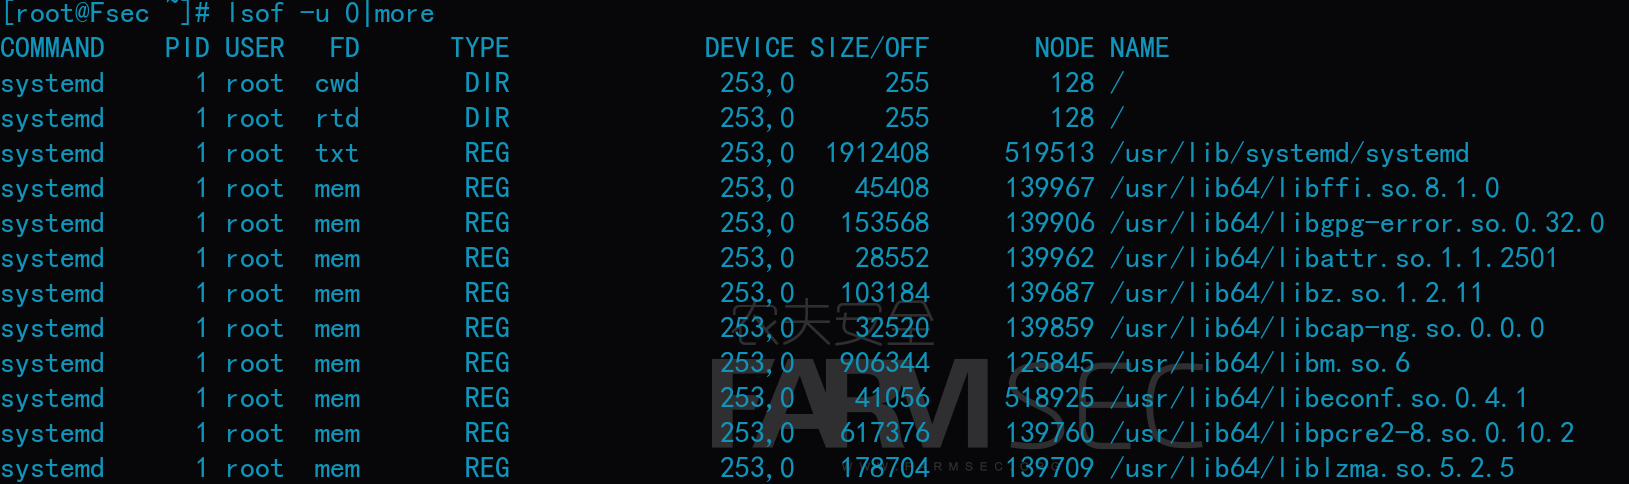 [root@Fsec ~]# lsof -u 0|more
COMMAND PID USER FD TYPE DEVICE SIZE/OFF NODE NAME
systemd 1 root cwd DIR 253,0 255 128 /
systemd 1 root rtd DIR 253,0 255 128 /
systemd 1 root txt REG 253,0 1912408 519513 /usr/lib/systemd/systemd
systemd 1 root mem REG 253,0 45408 139967 /usr/lib64/libffi.so.8.1.0
systemd 1 root mem REG 253,0 153568 139906 /usr/lib64/libgpg-error.so.0.32.0
systemd 1 root mem REG 253,0 28552 139962 /usr/lib64/libattr.so.1.1.2501
systemd 1 root mem REG 253,0 103184 139687 /usr/lib64/libz.so.1.2.11
systemd 1 root mem REG 253,0 32520 139859 /usr/lib64/libcap-ng.so.0.0.0
systemd 1 root mem REG 253,0 906344 125845 /usr/lib64/libm.so.6
systemd 1 root mem REG 253,0 41056 518925 /usr/lib64/libeconf.so.0.4.1
systemd 1 root mem REG 253,0 617376 139760 /usr/lib64/libpcre2-8.so.0.10.2
systemd 1 root mem REG 253,0 178704 139709 /usr/lib64/liblzma.so.5.2.5
农夫安全
FARMSEC